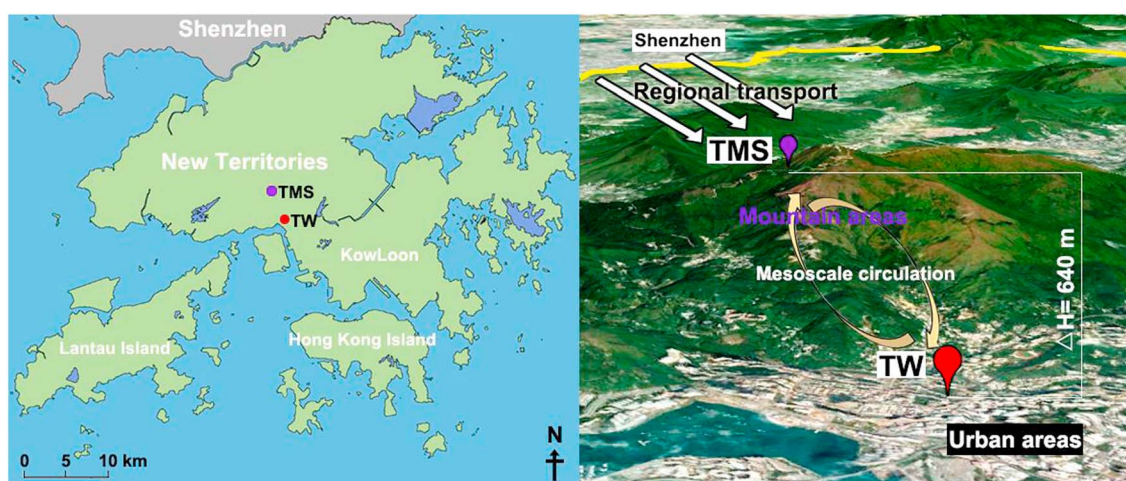 Shenzhen
New Territories
TMS
TW
KowLoon
Lantau Island
Hong Kong Island
0 5 10 km
N
Shenzhen
Regional transport
TMS
Mountain areas
Mesoscale circulation
△H= 640 m
TW
Urban areas